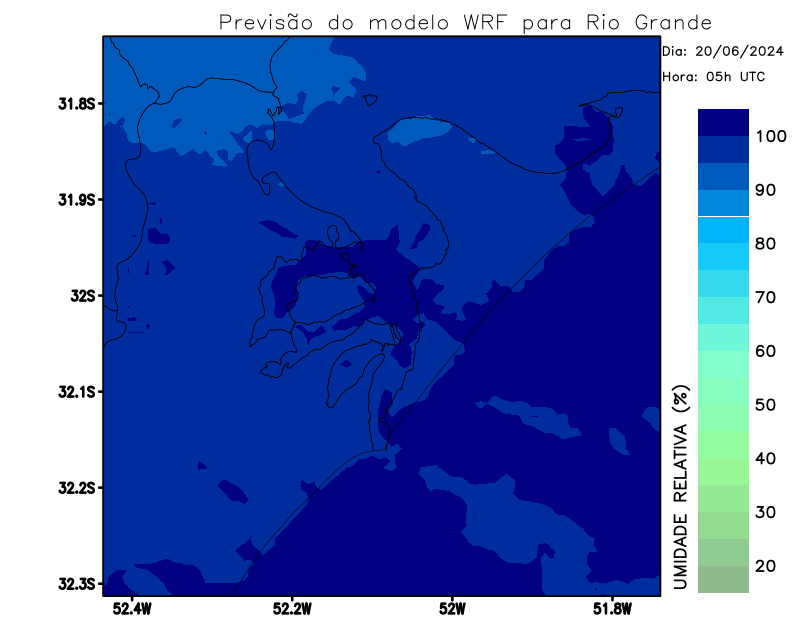 Previsão do modelo WRF para Rio Grande
Dia: 20/06/2024
Hora: 05h UTC
31.8S
31.9S
32S
32.1S
32.2S
32.3S
52.4W
52.2W
52W
51.8W
100
90
80
70
60
50
40
30
20
UMIDADE RELATIVA (%)